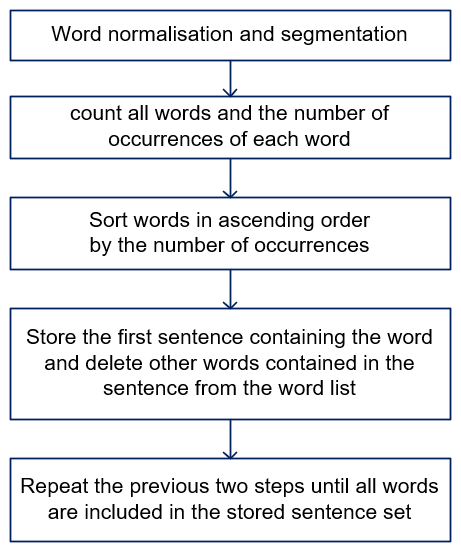 Word normalisation and segmentation
count all words and the number of
occurrences of each word
Sort words in ascending order
by the number of occurrences
Store the first sentence containing the word
and delete other words contained in the
sentence from the word list
Repeat the previous two steps until all words
are included in the stored sentence set